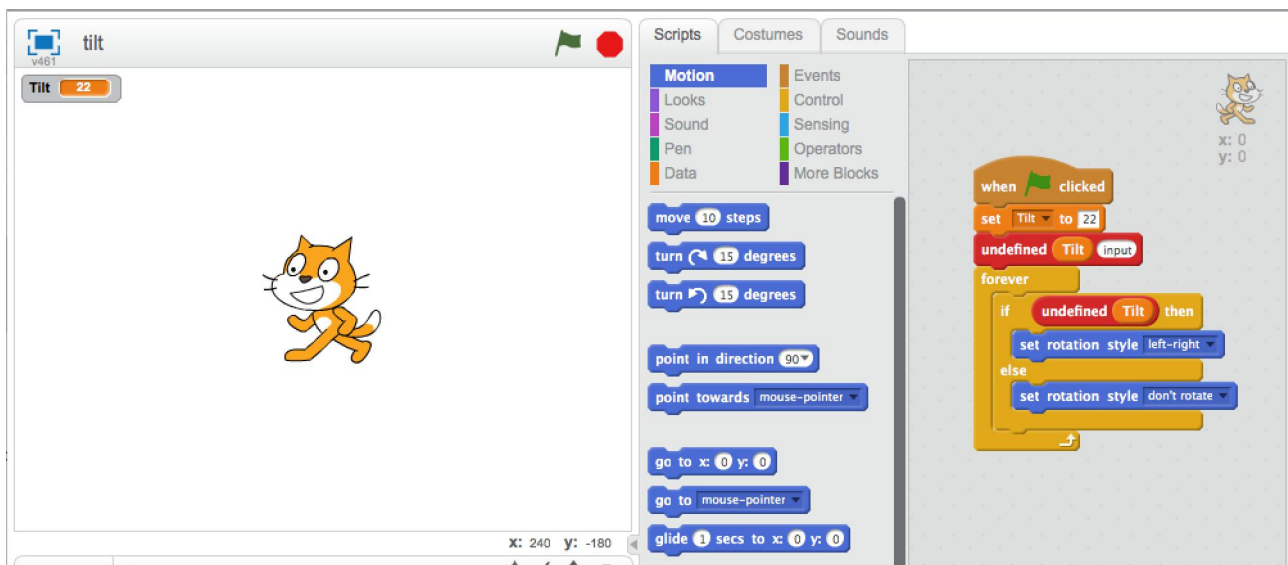 tilt
v461
Tilt 22
x: 240 y: -180
Scripts Costumes Sounds
Motion Events
Looks Control
Sound Sensing
Pen Operators
Data More Blocks
move 10 steps
turn 15 degrees
turn 15 degrees
point in direction 90
point towards mouse-pointer
go to x: 0 y: 0
go to mouse-pointer
glide 1 secs to x: 0 y: 0
x: 0
y: 0
when clicked
set Tilt to 22
undefined Tilt input
forever
if undefined Tilt then
set rotation style left-right
else
set rotation style don't rotate